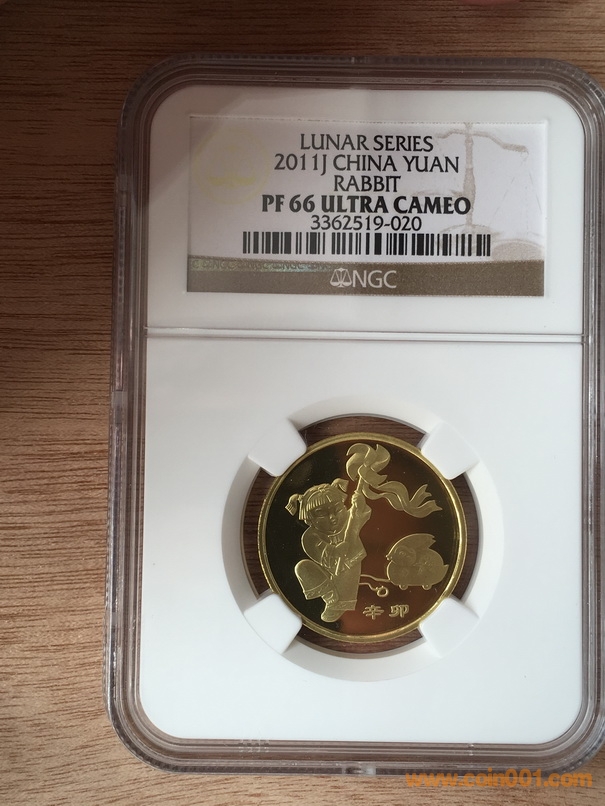 LUNAR SERIES
2011J CHINA YUAN
RABBIT
PF 66 ULTRA CAMEO
3362519-020
NGC
辛卯
www.coin001.com